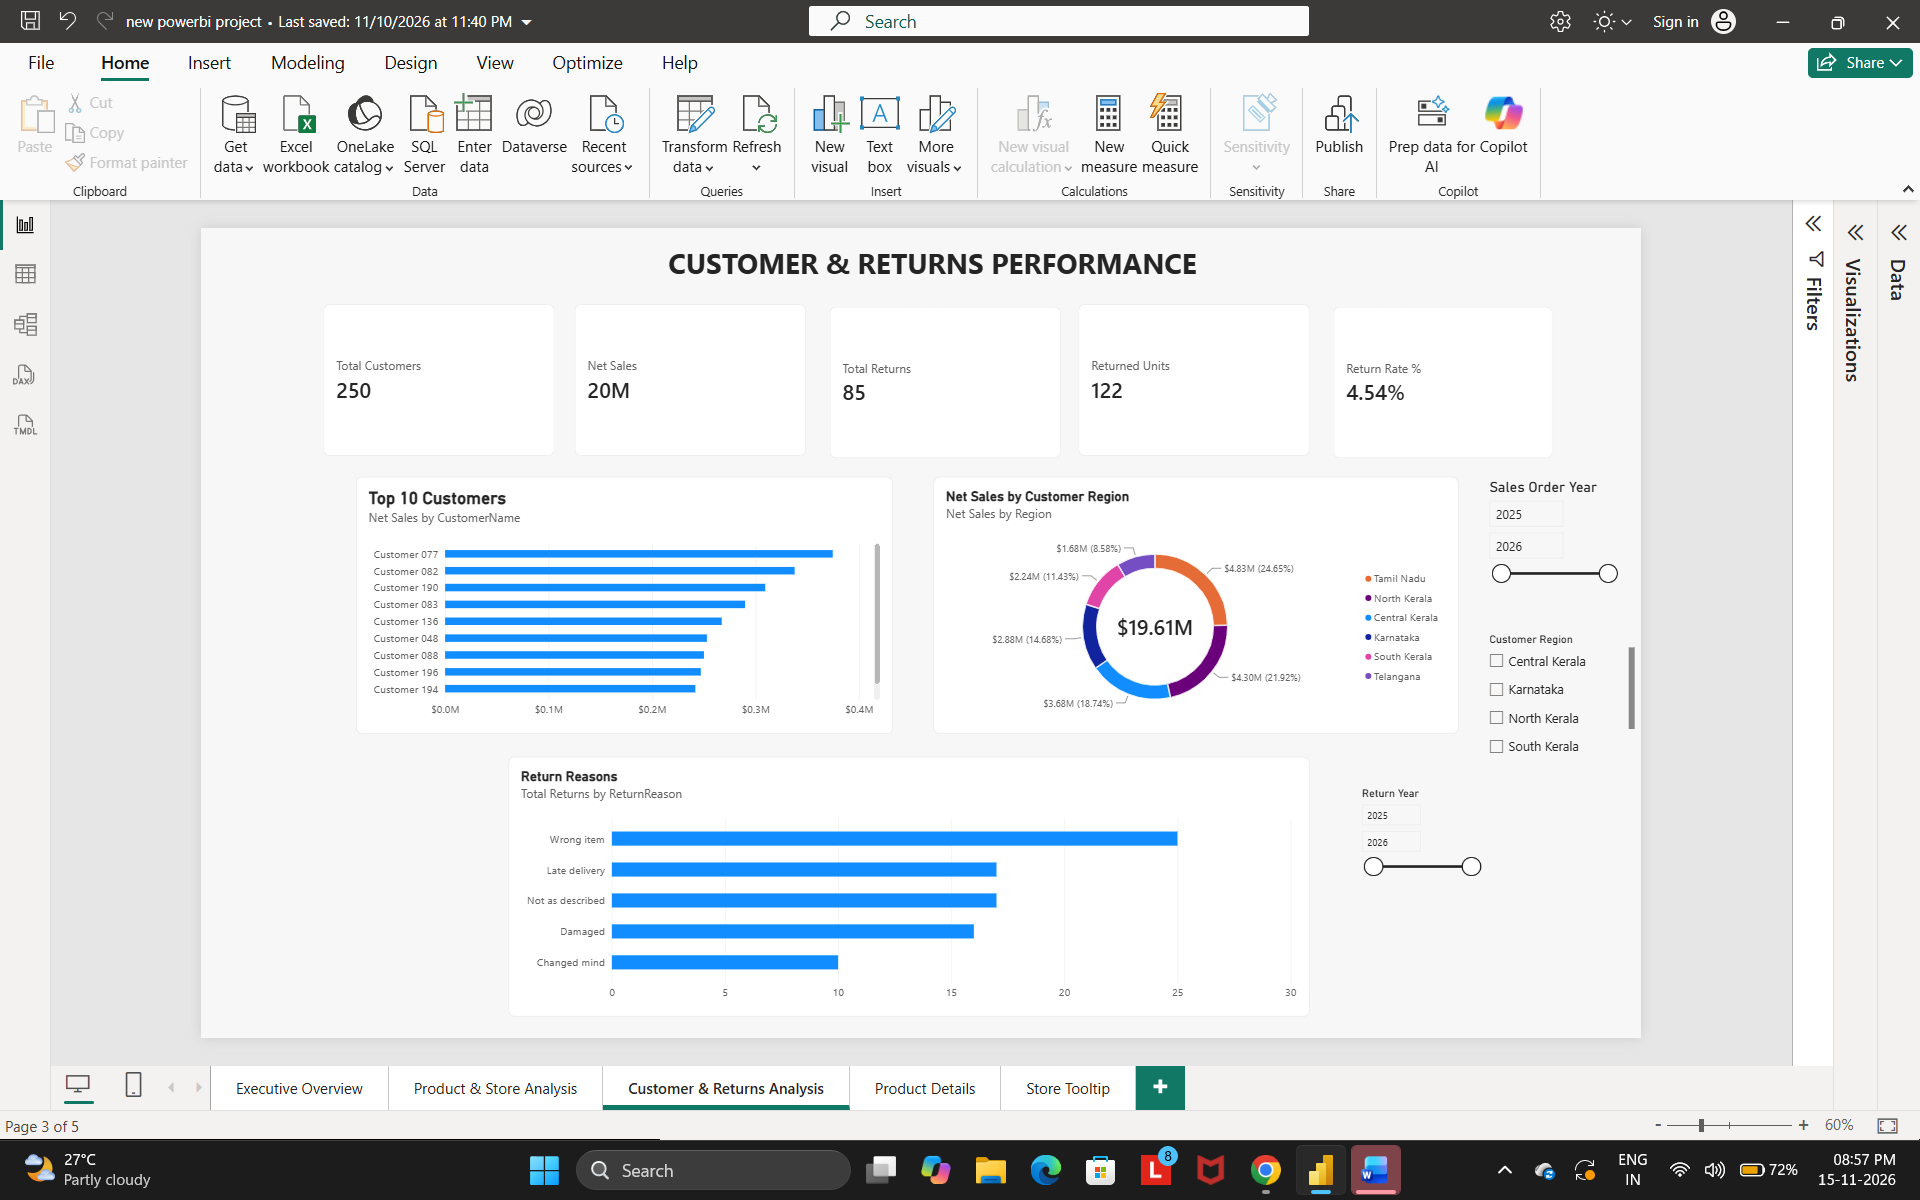 new powerbi project • Last saved: 11/10/2026 at 11:40 PM
Search
Sign in
File
Home
Insert
Modeling
Design
View
Optimize
Help
Share
Paste
Cut
Copy
Format painter
Clipboard
Get data
Excel workbook
OneLake catalog
SQL Server
Enter data
Dataverse
Recent sources
Data
Transform data
Refresh
Queries
New visual
Text box
More visuals
Insert
New visual calculation
New measure
Quick measure
Calculations
Sensitivity
Sensitivity
Publish
Share
Prep data for AI
Copilot
Copilot
DAX
TMDL
CUSTOMER & RETURNS PERFORMANCE
Total Customers
250
Net Sales
20M
Total Returns
85
Returned Units
122
Return Rate %
4.54%
Top 10 Customers
Net Sales by CustomerName
Customer 077
Customer 082
Customer 190
Customer 083
Customer 136
Customer 048
Customer 088
Customer 196
Customer 194
$0.0M $0.1M $0.2M $0.3M $0.4M
Net Sales by Customer Region
Net Sales by Region
$1.68M (8.58%)
$4.83M (24.65%)
$2.24M (11.43%)
$19.61M
$2.88M (14.68%)
$4.30M (21.92%)
$3.68M (18.74%)
Tamil Nadu
North Kerala
Central Kerala
Karnataka
South Kerala
Telangana
Sales Order Year
2025
2026
Customer Region
Central Kerala
Karnataka
North Kerala
South Kerala
Return Reasons
Total Returns by ReturnReason
Wrong item
Late delivery
Not as described
Damaged
Changed mind
0 5 10 15 20 25 30
Return Year
2025
2026
Filters
Visualizations
Data
Executive Overview
Product & Store Analysis
Customer & Returns Analysis
Product Details
Store Tooltip
+
Page 3 of 5
- + 60%
27°C
Partly cloudy
Search
L
8
W
ENG
IN
72%
08:57 PM
15-11-2026